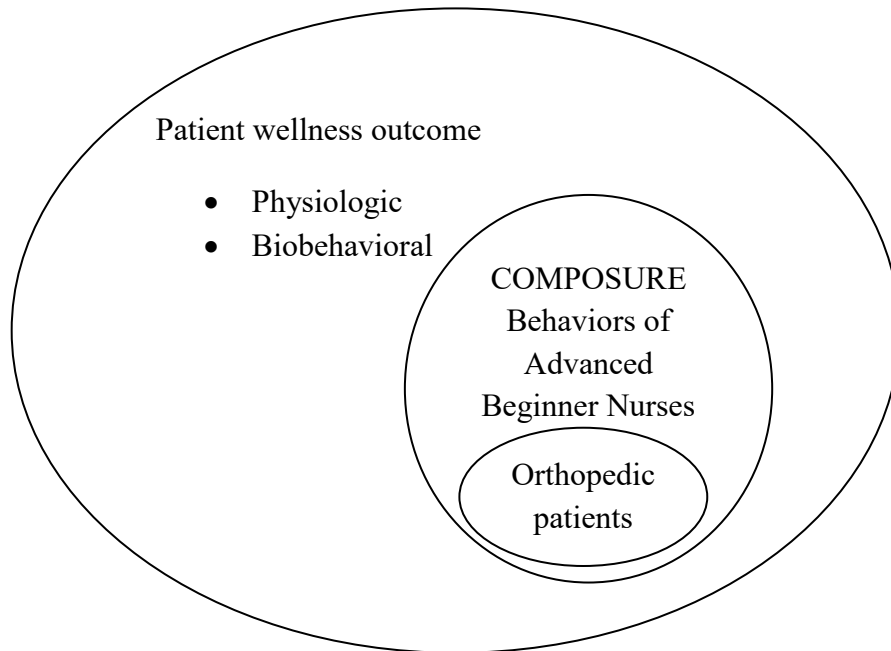 Patient wellness outcome
• Physiologic
• Biobehavioral
COMPOSURE
Behaviors of
Advanced
Beginner Nurses
Orthopedic
patients